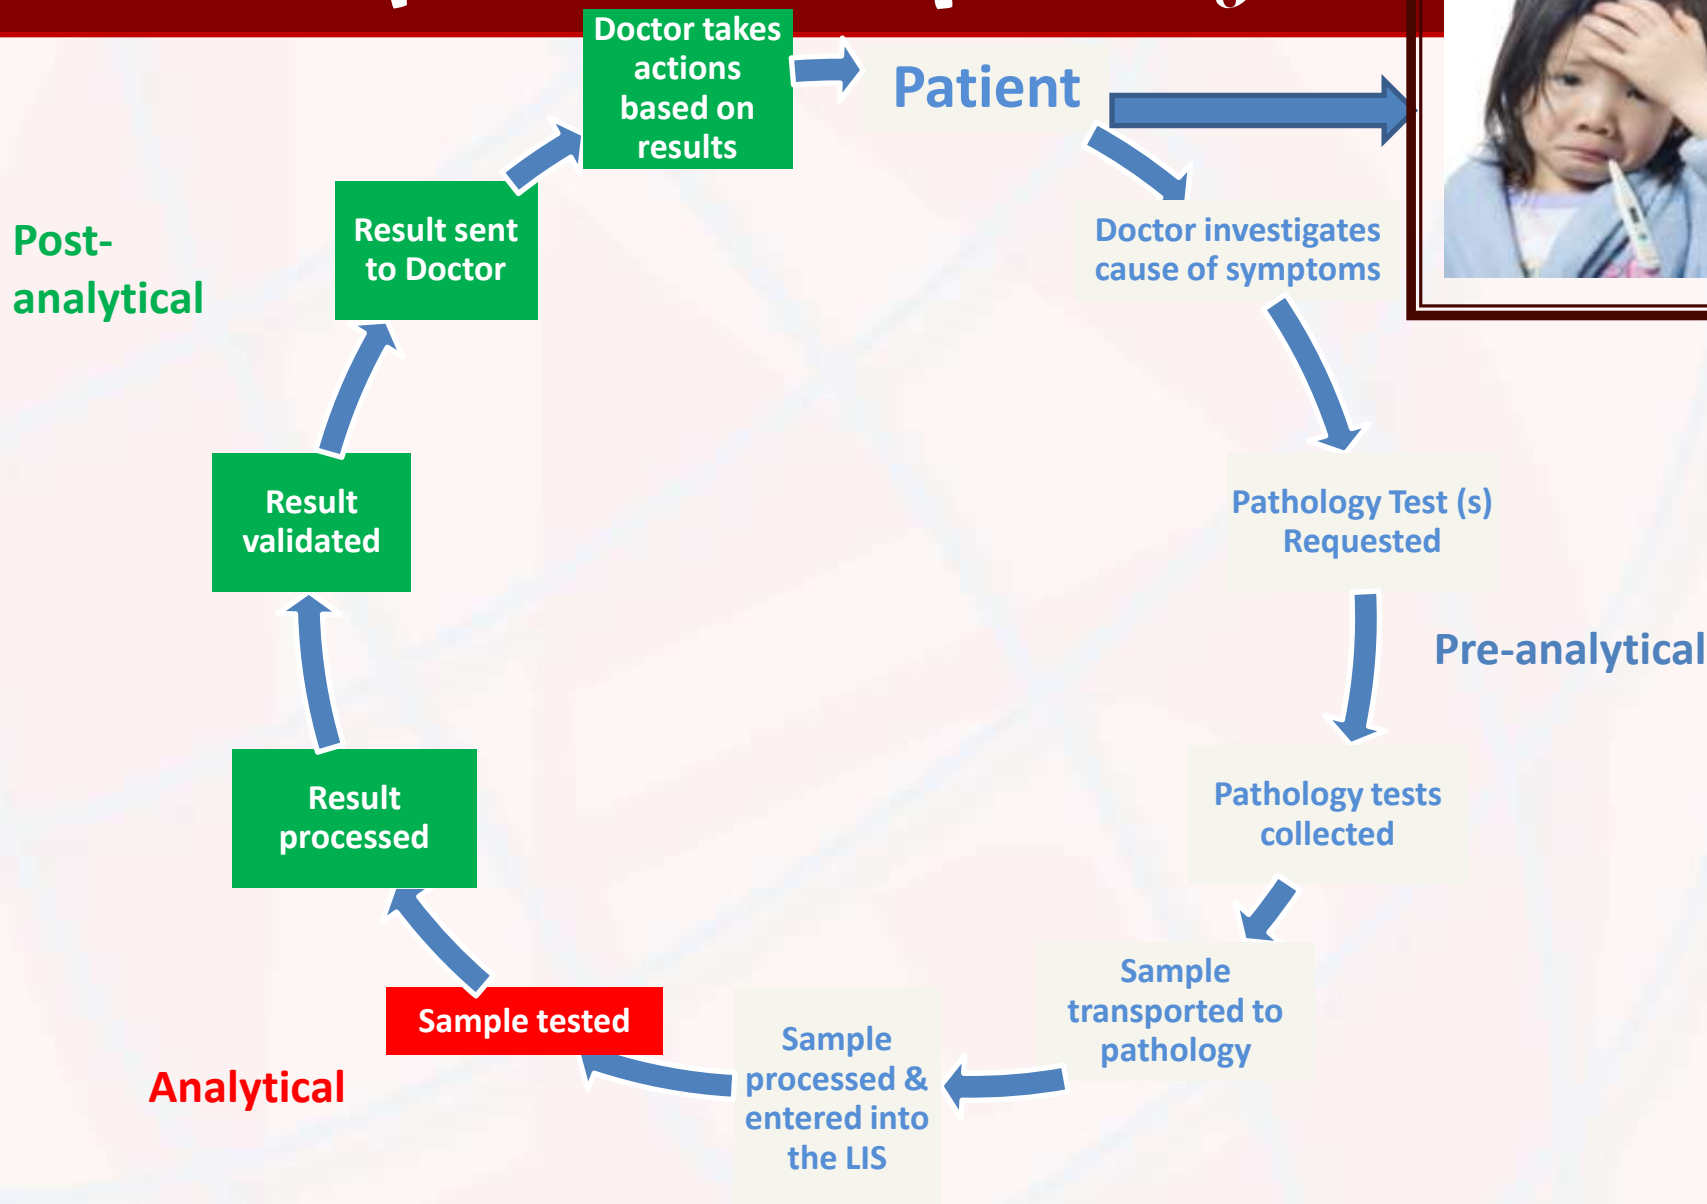 Doctor takes
actions
based on
results
Patient
Doctor investigates
cause of symptoms
Pathology Test (s)
Requested
Pre-analytical
Pathology tests
collected
Sample
transported to
pathology
Sample
processed &
entered into
the LIS
Sample tested
Analytical
Result
processed
Result
validated
Result sent
to Doctor
Post-
analytical